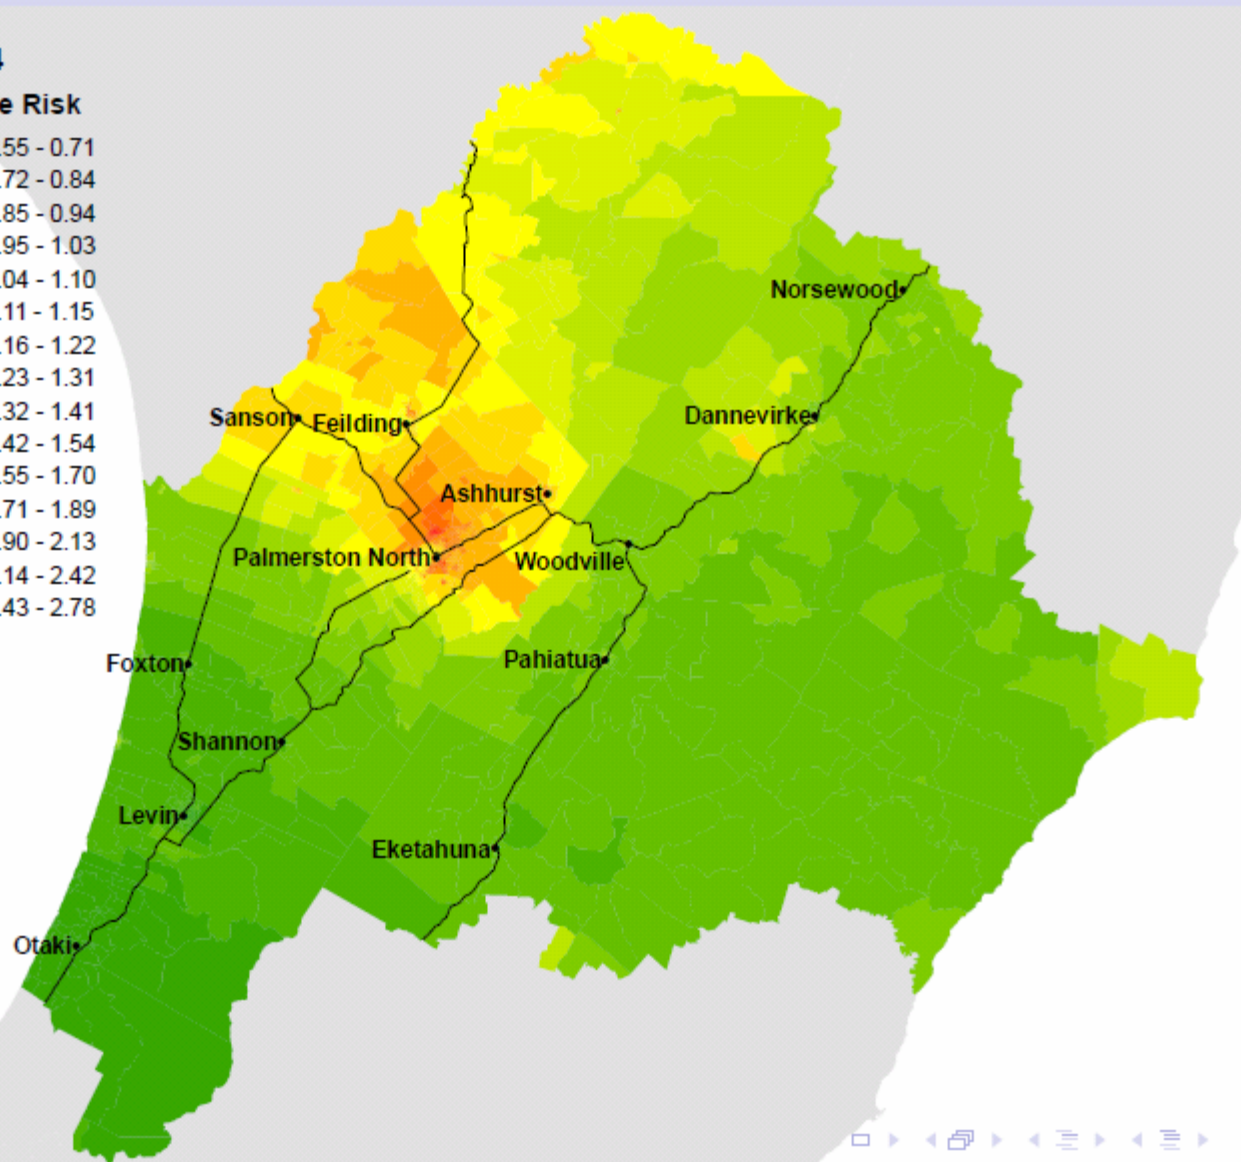 4
e Risk
.55 - 0.71
.72 - 0.84
.85 - 0.94
.95 - 1.03
.04 - 1.10
.11 - 1.15
.16 - 1.22
.23 - 1.31
.32 - 1.41
.42 - 1.54
.55 - 1.70
.71 - 1.89
.90 - 2.13
.14 - 2.42
.43 - 2.78
Norsewood
Dannevirke
Sanson
Feilding
Ashhurst
Palmerston North
Woodville
Foxton
Pahiatua
Shannon
Levin
Eketahuna
Otaki